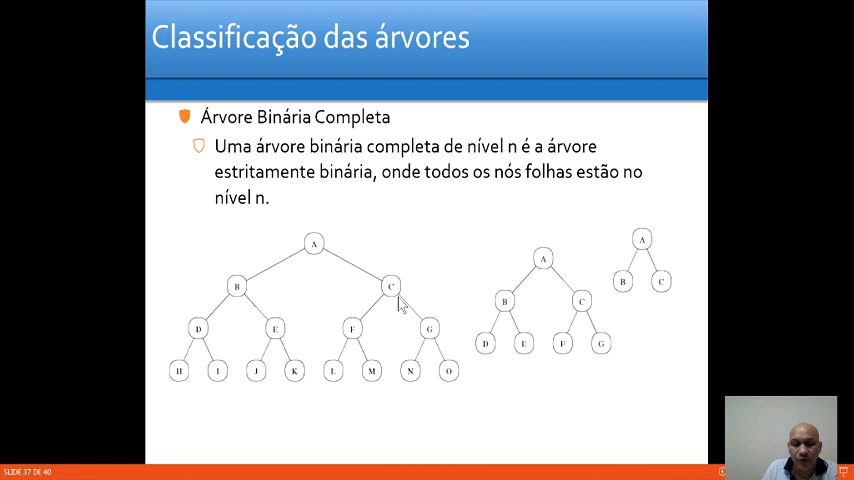 Classificação das árvores
Árvore Binária Completa
Uma árvore binária completa de nível n é a árvore
estritamente binária, onde todos os nós folhas estão no
nível n.
A
B C
D E F G
H I J K L M N O
A
B C
D E F G
A
B C
SLIDE 37 DE 40